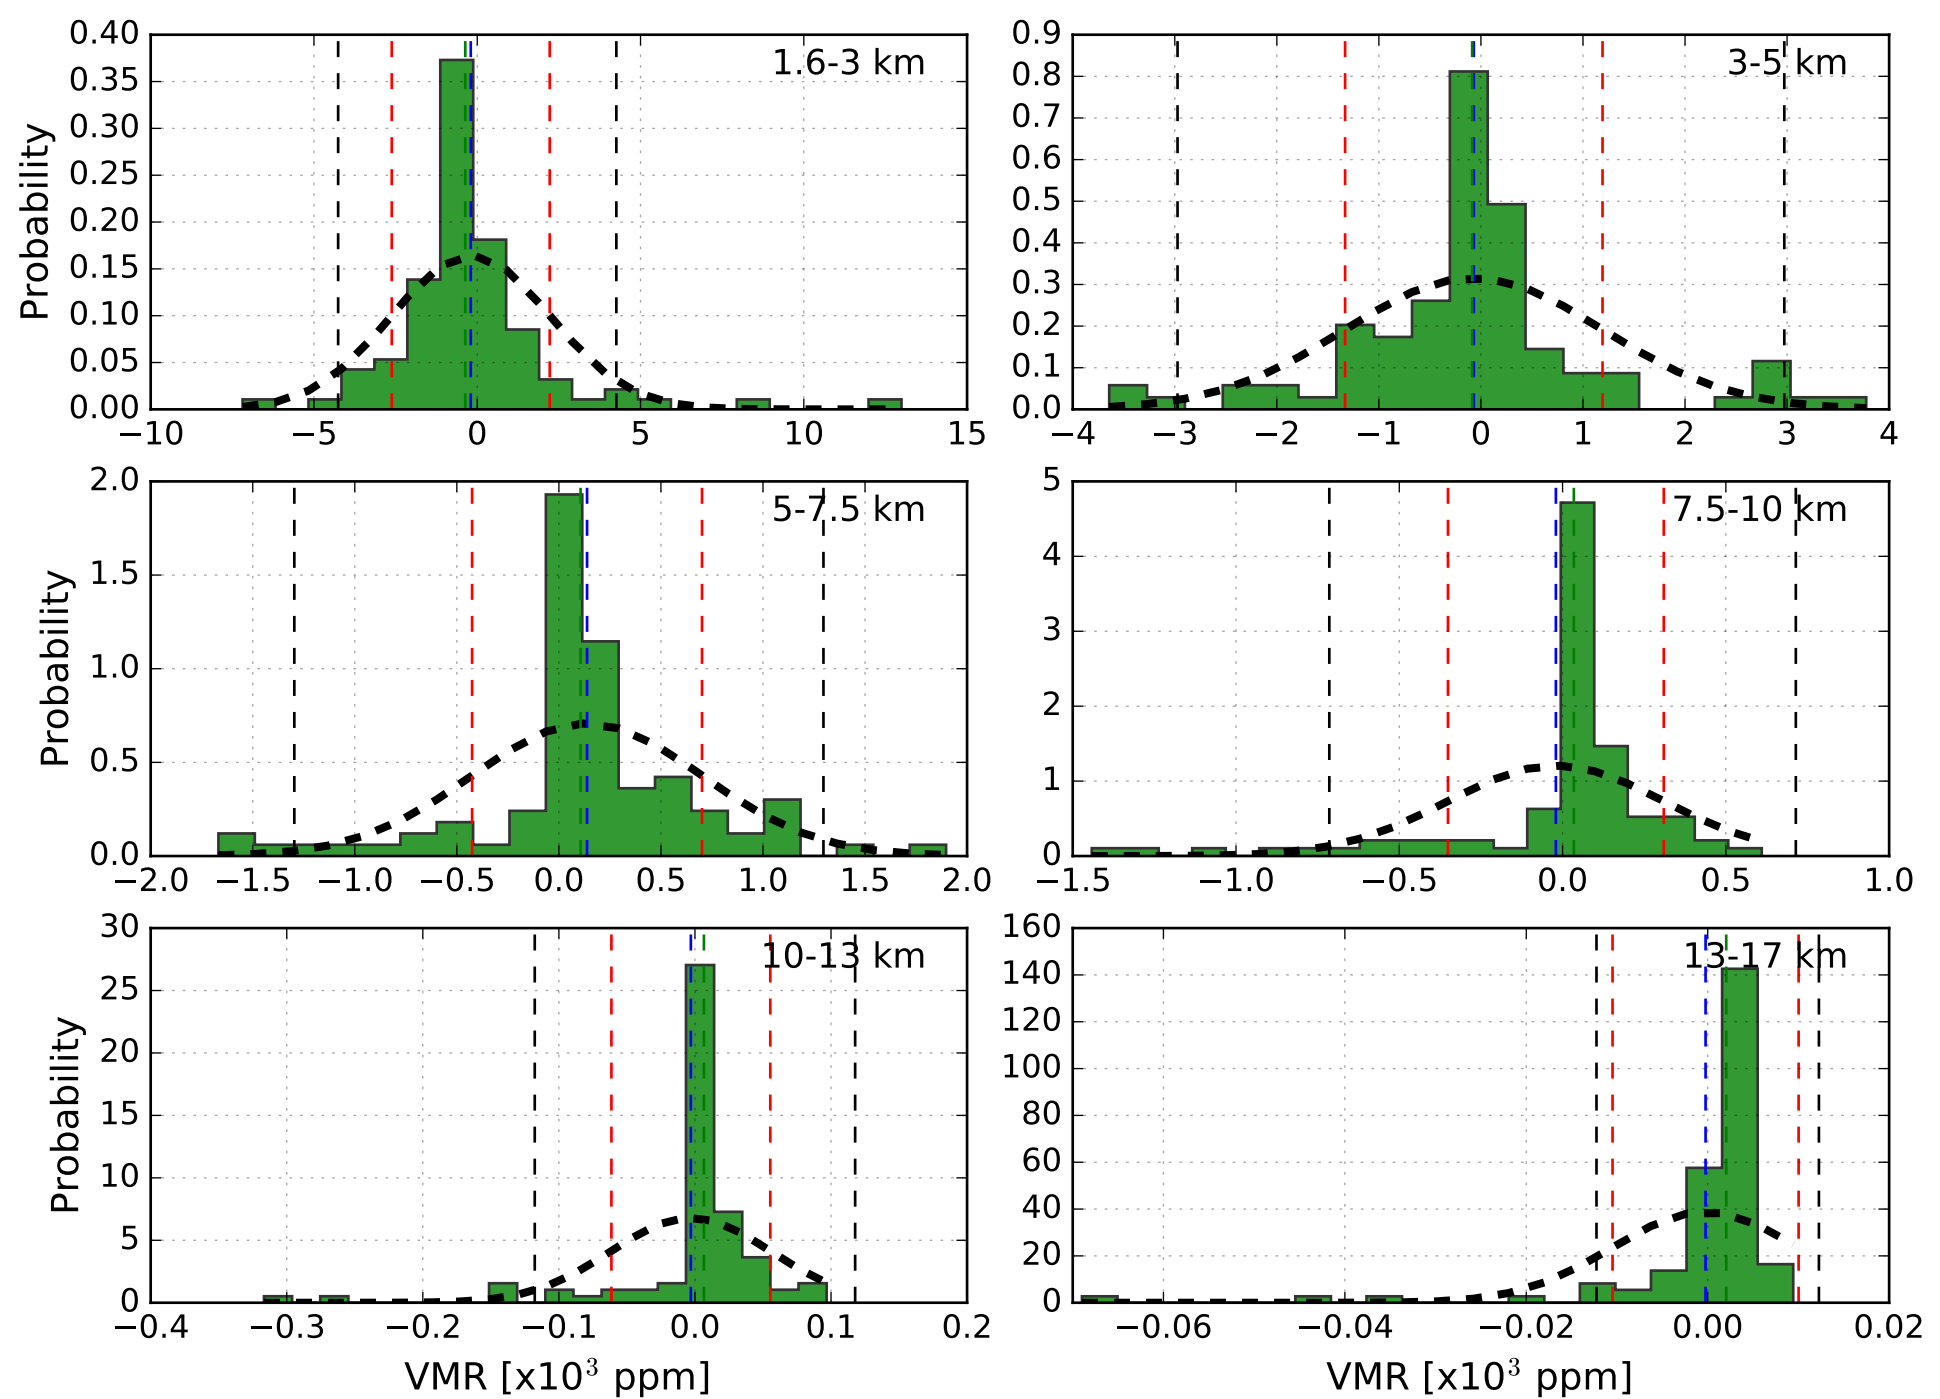 0.40
0.35
0.30
0.25
0.20
0.15
0.10
0.05
0.00
Probability
1.6-3 km
−10 −5 0 5 10 15
0.9
0.8
0.7
0.6
0.5
0.4
0.3
0.2
0.1
0.0
3-5 km
−4 −3 −2 −1 0 1 2 3 4
2.0
1.5
1.0
0.5
0.0
Probability
5-7.5 km
−2.0 −1.5 −1.0 −0.5 0.0 0.5 1.0 1.5 2.0
5
4
3
2
1
0
7.5-10 km
−1.5 −1.0 −0.5 0.0 0.5 1.0
30
25
20
15
10
5
0
Probability
10-13 km
−0.4 −0.3 −0.2 −0.1 0.0 0.1 0.2
VMR [x10³ ppm]
160
140
120
100
80
60
40
20
0
13-17 km
−0.06 −0.04 −0.02 0.00 0.02
VMR [x10³ ppm]